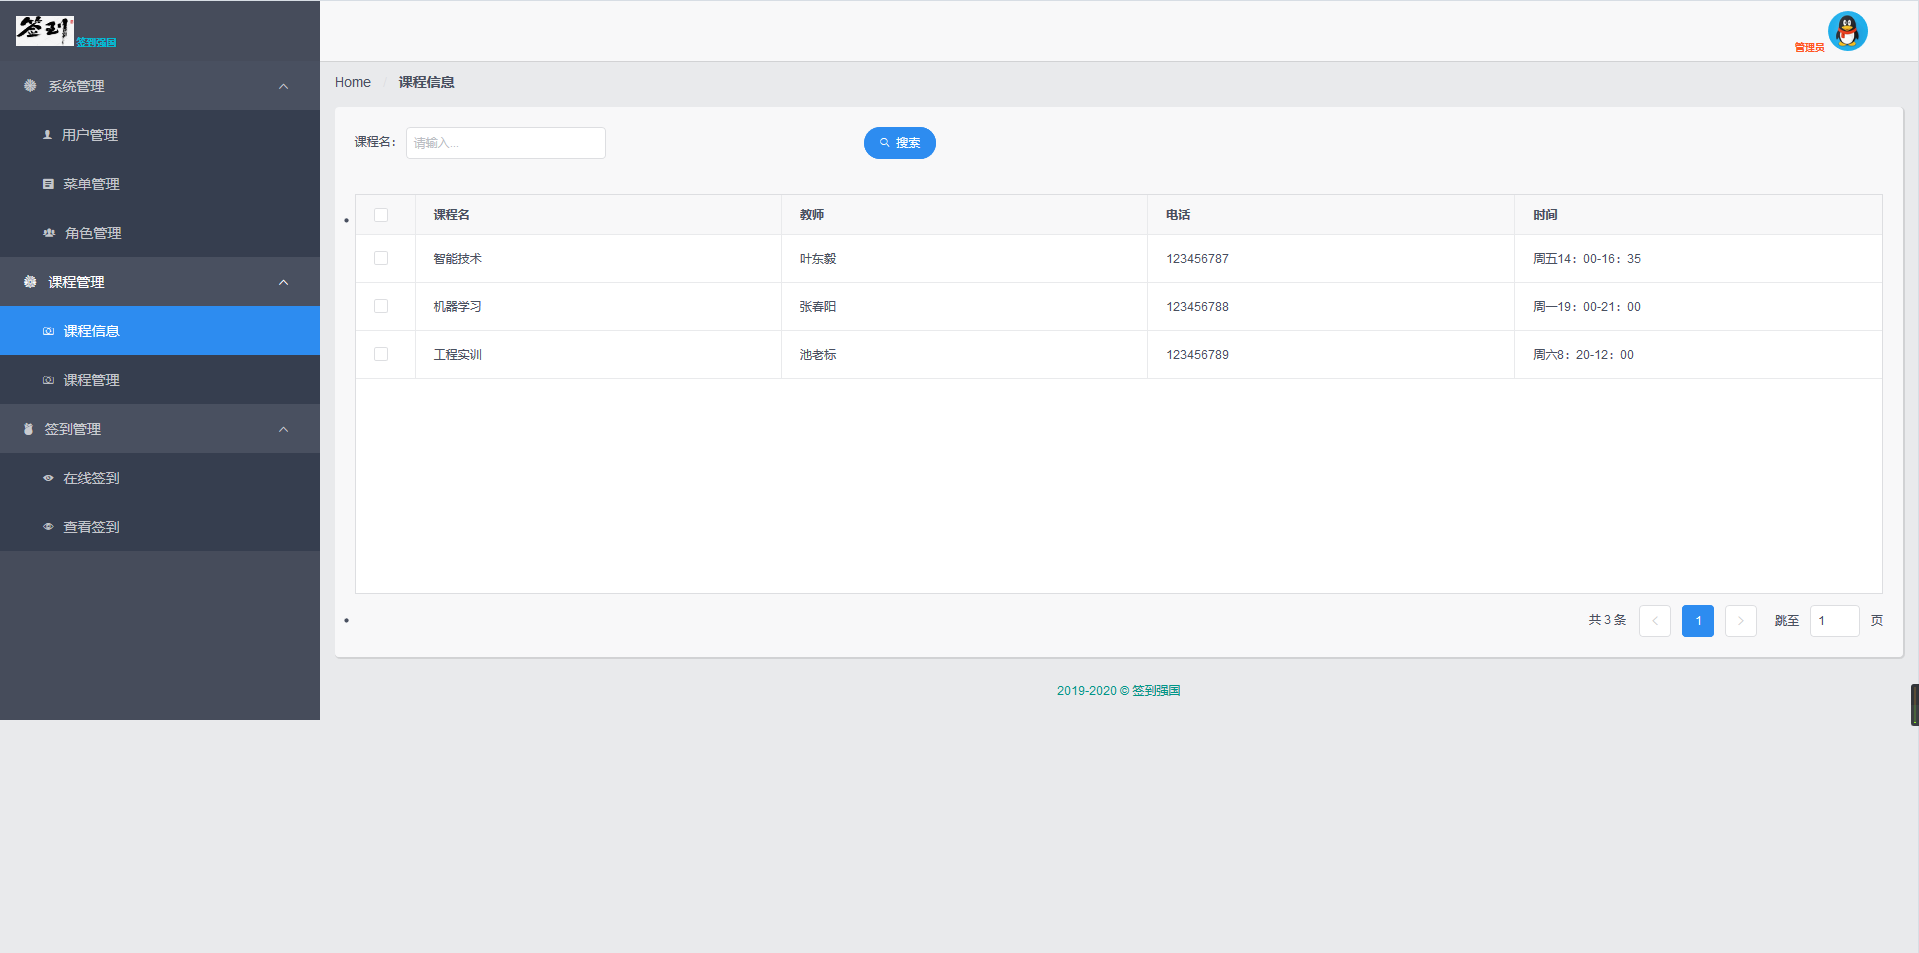 签到
签到强国
管理员
系统管理
用户管理
菜单管理
角色管理
课程管理
课程信息
课程管理
签到管理
在线签到
查看签到
Home / 课程信息
课程名： 请输入... 搜索
课程名 教师 电话 时间
智能技术 叶东毅 123456787 周五14：00-16：35
机器学习 张春阳 123456788 周一19：00-21：00
工程实训 池老标 123456789 周六8：20-12：00
共 3 条 < 1 > 跳至 1 页
2019-2020 © 签到强国